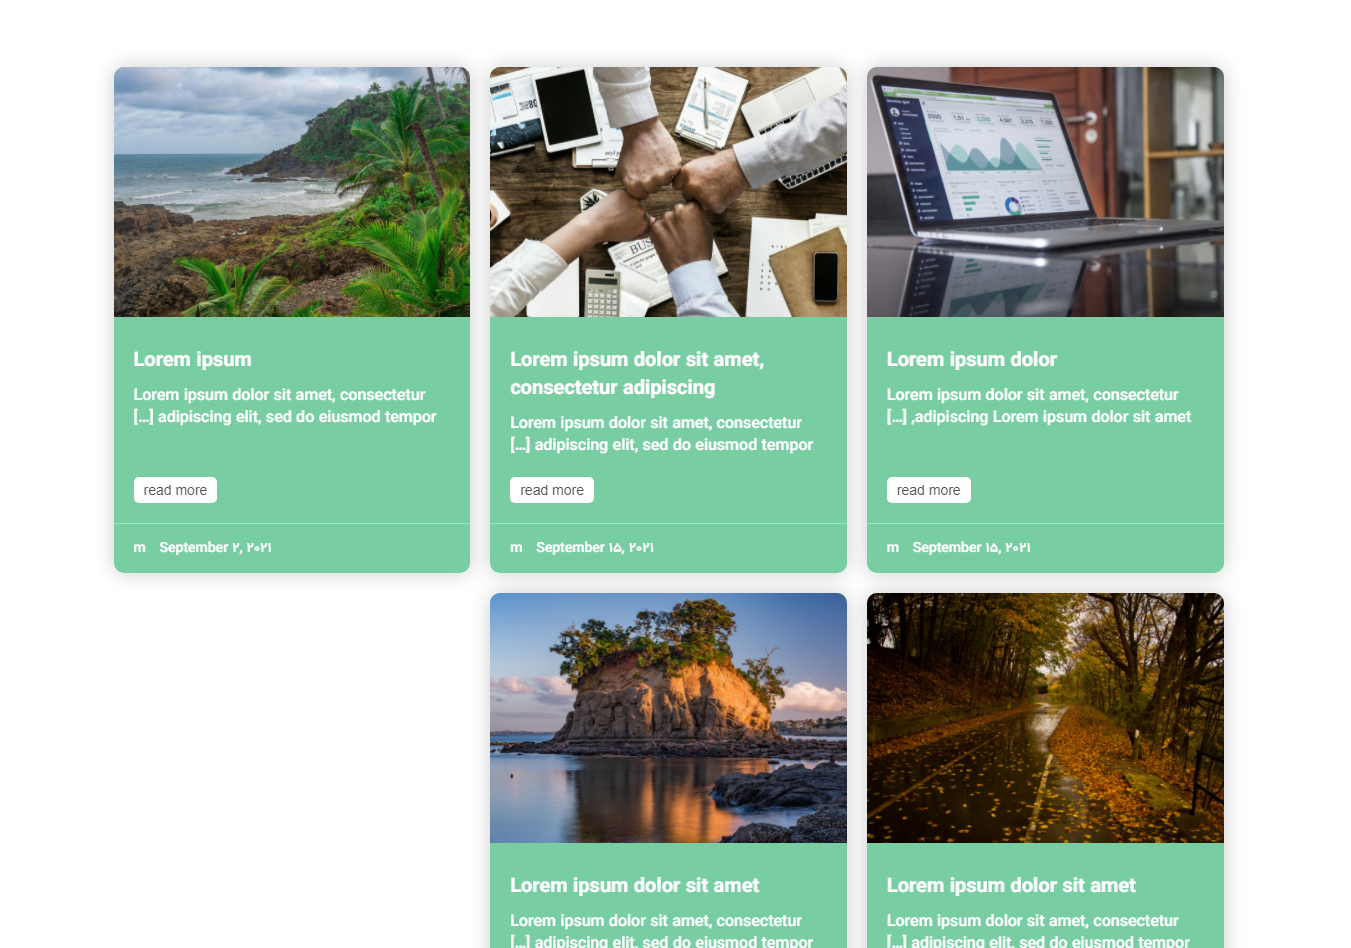 Lorem ipsum
Lorem ipsum dolor sit amet, consectetur
[...] adipiscing elit, sed do eiusmod tempor
read more
m September ۲, ۲۰۲۱
Lorem ipsum dolor sit amet,
consectetur adipiscing
Lorem ipsum dolor sit amet, consectetur
[...] adipiscing elit, sed do eiusmod tempor
read more
m September ۱۵, ۲۰۲۱
Lorem ipsum dolor
Lorem ipsum dolor sit amet, consectetur
[...] ,adipiscing Lorem ipsum dolor sit amet
read more
m September ۱۵, ۲۰۲۱
Lorem ipsum dolor sit amet
Lorem ipsum dolor sit amet, consectetur
[...] adipiscing elit, sed do eiusmod tempor
Lorem ipsum dolor sit amet
Lorem ipsum dolor sit amet, consectetur
[...] adipiscing elit, sed do eiusmod tempor